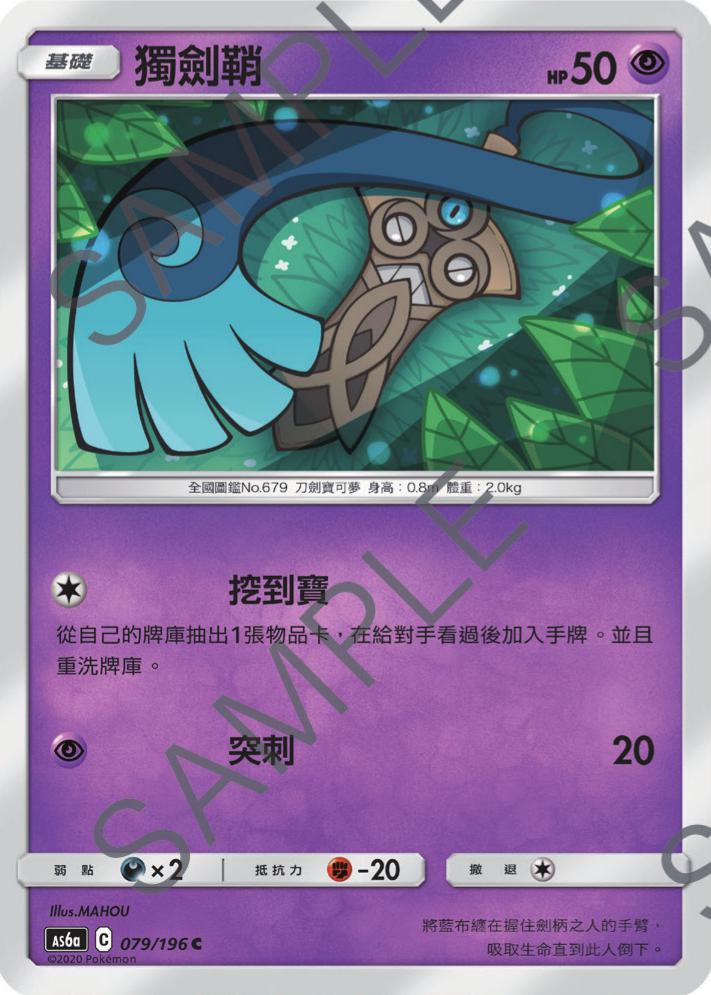 基礎 獨劍鞘 HP50
全國圖鑑No.679 刀劍寶可夢 身高：0.8m 體重：2.0kg
挖到寶
從自己的牌庫抽出1張物品卡，在給對手看過後加入手牌。並且
重洗牌庫。
突刺 20
弱點 ×2 抵抗力 -20 撤退
Illus.MAHOU
AS6a C 079/196 C
©2020 Pokémon
將藍布纏在握住劍柄之人的手臂，
吸取生命直到此人倒下。
SAMPLE
SAMPLE